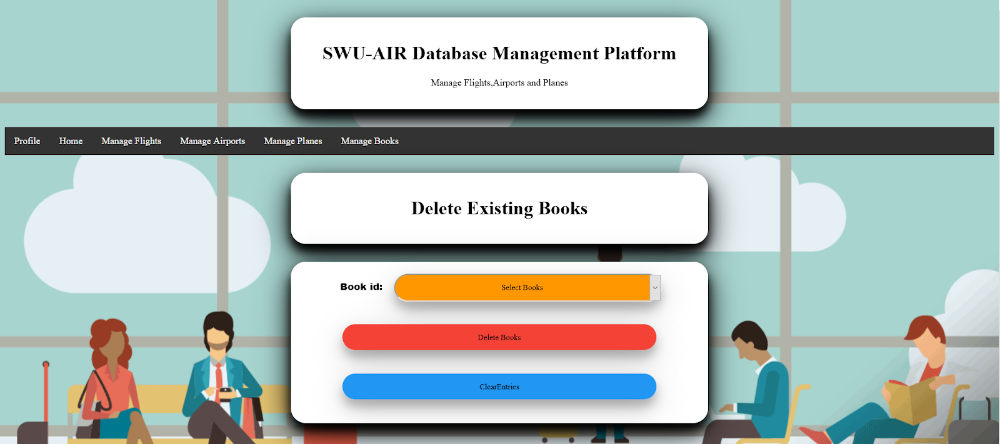 SWU-AIR Database Management Platform
Manage Flights,Airports and Planes
Profile Home Manage Flights Manage Airports Manage Planes Manage Books
Delete Existing Books
Book id: Select Books
Delete Books
ClearEntries